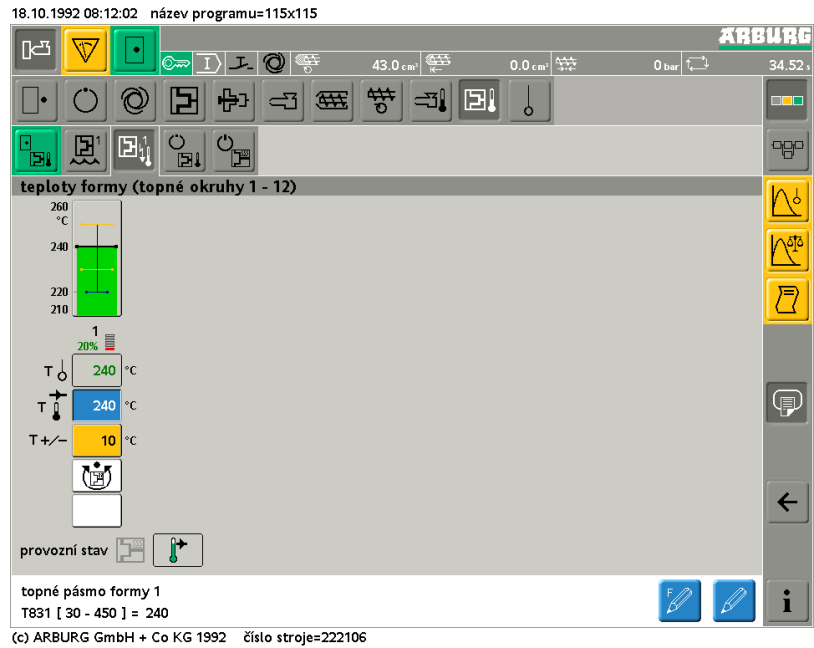 18.10.1992 08:12:02 název programu=115x115
ARBURG
43.0 cm³ 0.0 cm³ 0 bar 34.52 s
teploty formy (topné okruhy 1 - 12)
260
°C
240
220
210
1
20%
T 240 °C
T 240 °C
T+/− 10 °C
provozní stav
topné pásmo formy 1
T831 [ 30 - 450 ] = 240
F
i
(c) ARBURG GmbH + Co KG 1992 číslo stroje=222106